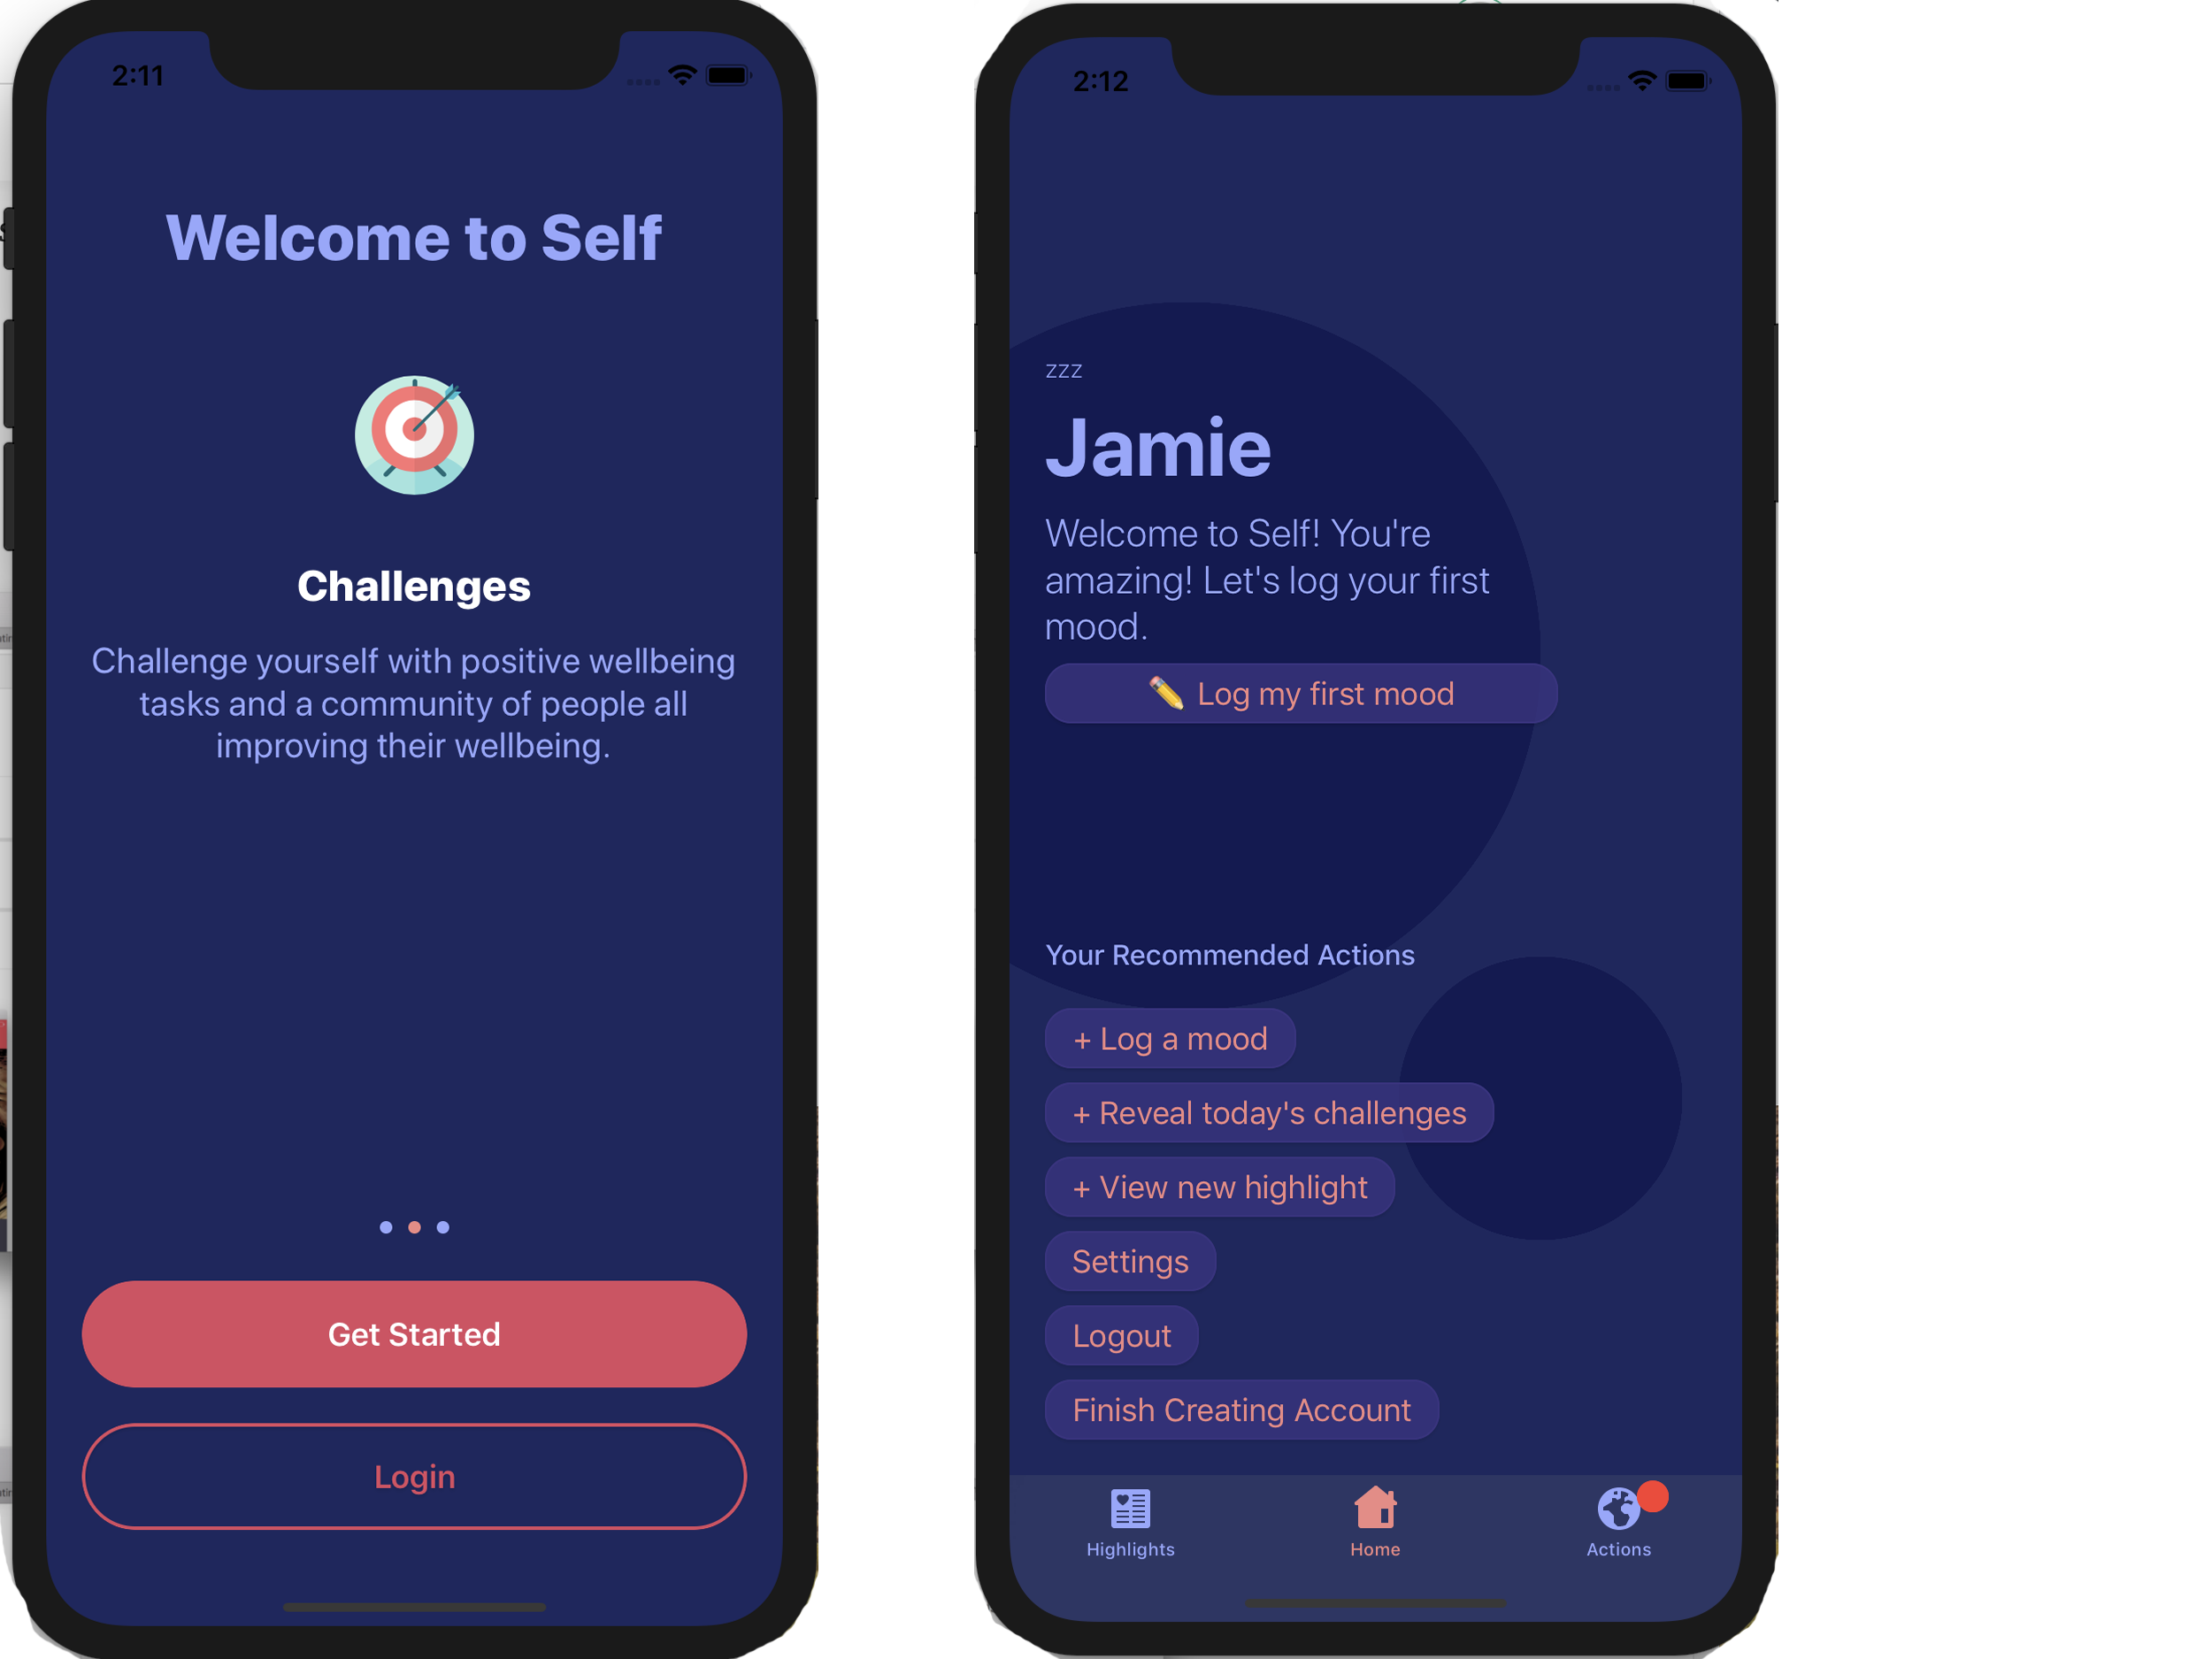 2:11
Welcome to Self
Challenges
Challenge yourself with positive wellbeing
tasks and a community of people all
improving their wellbeing.
Get Started
Login
2:12
zzz
Jamie
Welcome to Self! You're
amazing! Let's log your first
mood.
✏️ Log my first mood
Your Recommended Actions
+ Log a mood
+ Reveal today's challenges
+ View new highlight
Settings
Logout
Finish Creating Account
Highlights
Home
Actions